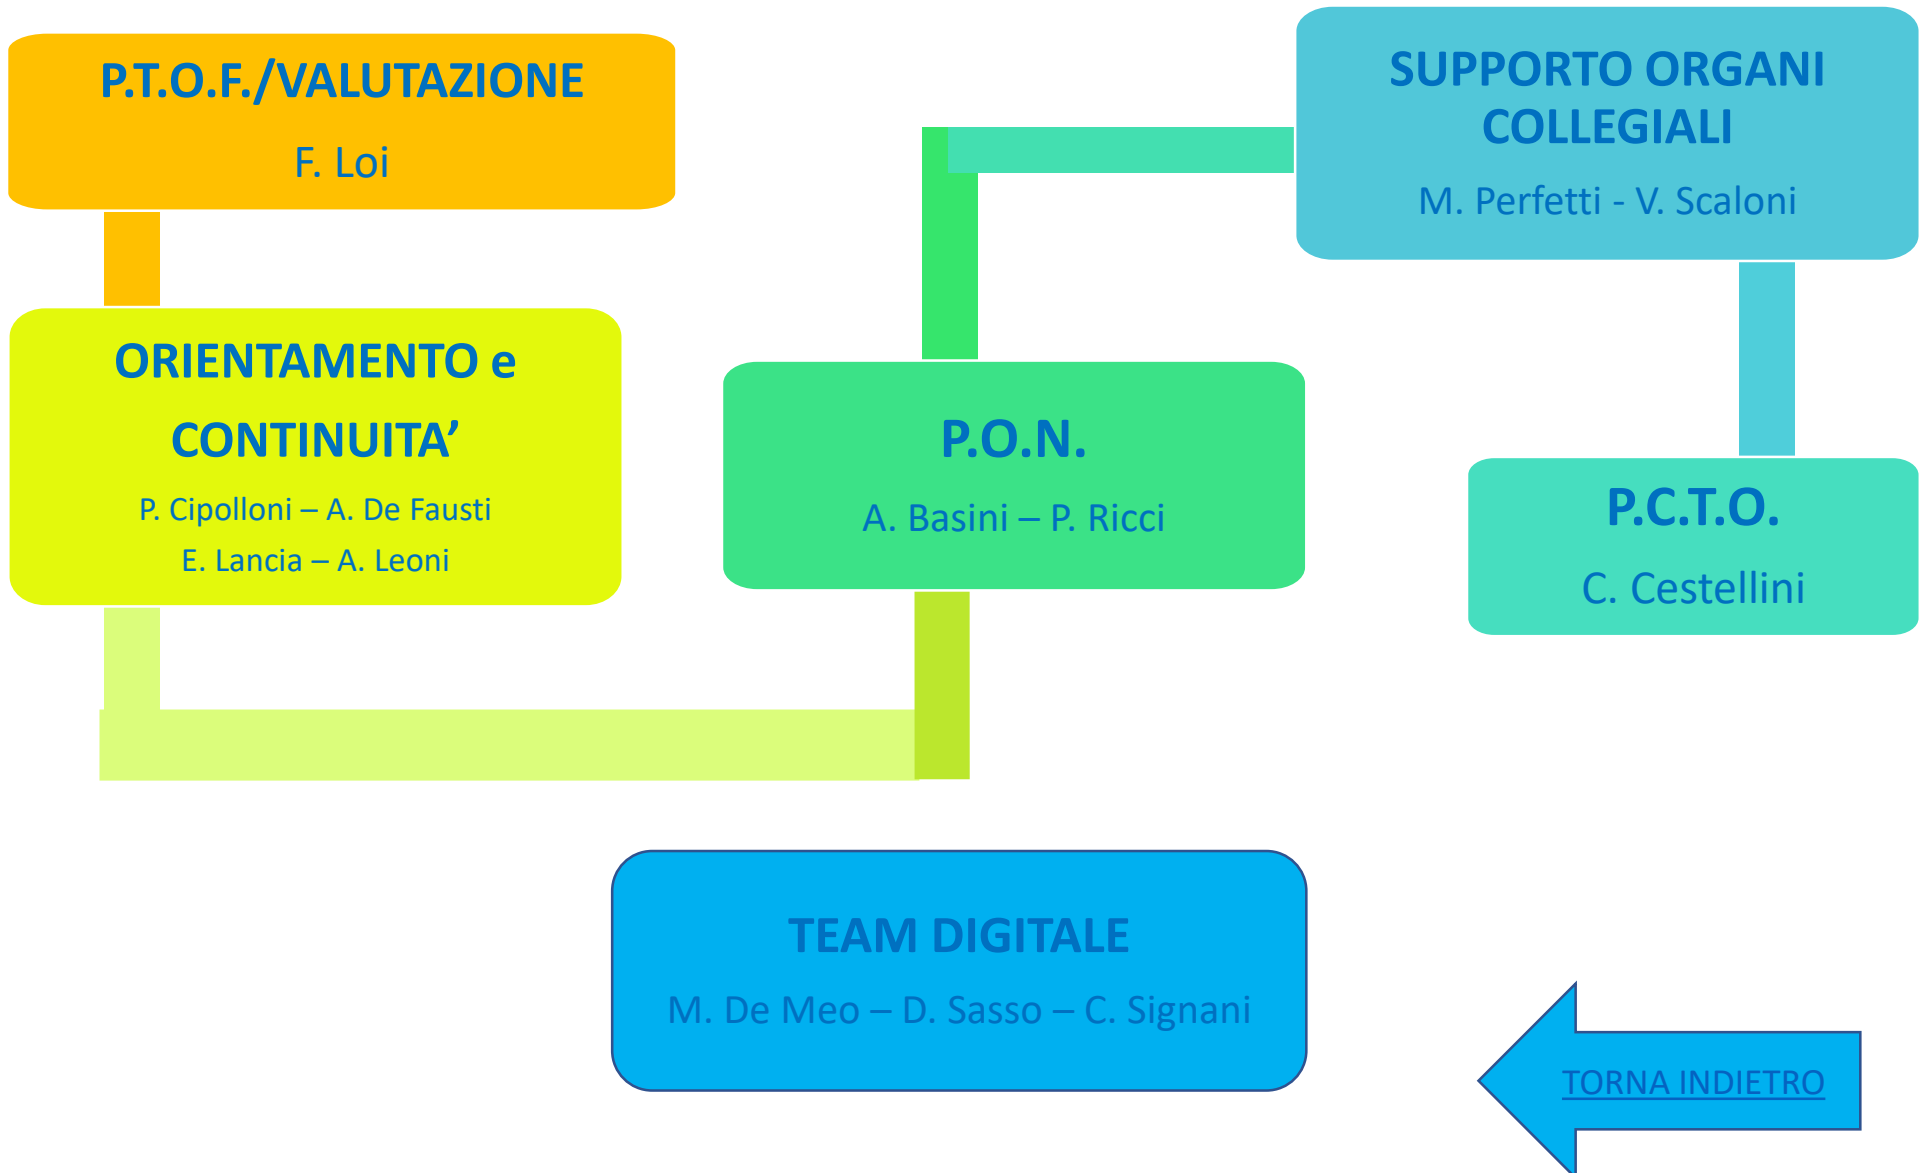 P.T.O.F./VALUTAZIONE
F. Loi
ORIENTAMENTO e
CONTINUITA’
P. Cipolloni – A. De Fausti
E. Lancia – A. Leoni
P.O.N.
A. Basini – P. Ricci
SUPPORTO ORGANI
COLLEGIALI
M. Perfetti - V. Scaloni
P.C.T.O.
C. Cestellini
TEAM DIGITALE
M. De Meo – D. Sasso – C. Signani
TORNA INDIETRO